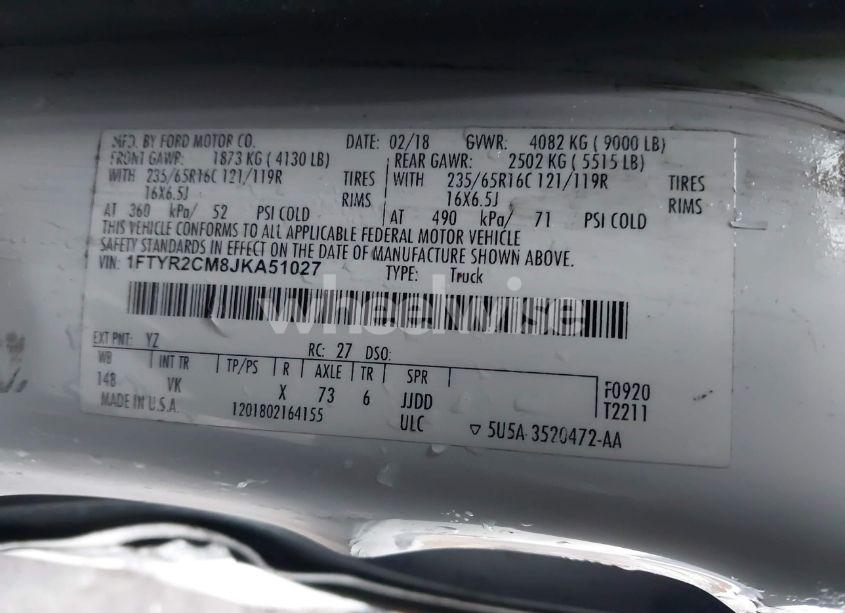 MFD. BY FORD MOTOR CO. DATE: 02/18 GVWR: 4082 KG ( 9000 LB)
FRONT GAWR: 1873 KG ( 4130 LB) REAR GAWR: 2502 KG ( 5515 LB)
WITH 235/65R16C 121/119R TIRES WITH 235/65R16C 121/119R TIRES
16X6.5J RIMS 16X6.5J RIMS
AT 360 kPa/ 52 PSI COLD AT 490 kPa/ 71 PSI COLD
THIS VEHICLE CONFORMS TO ALL APPLICABLE FEDERAL MOTOR VEHICLE
SAFETY STANDARDS IN EFFECT ON THE DATE OF MANUFACTURE SHOWN ABOVE.
VIN: 1FTYR2CM8JKA51027 TYPE: Truck
wheelwise
EXT PNT: YZ RC: 27 DSO:
WB INT TR TP/PS R AXLE TR SPR
148 VK X 73 6 JJDD F0920
MADE IN U.S.A. 1201802164155 ULC T2211
▽ 5U5A-3520472-AA